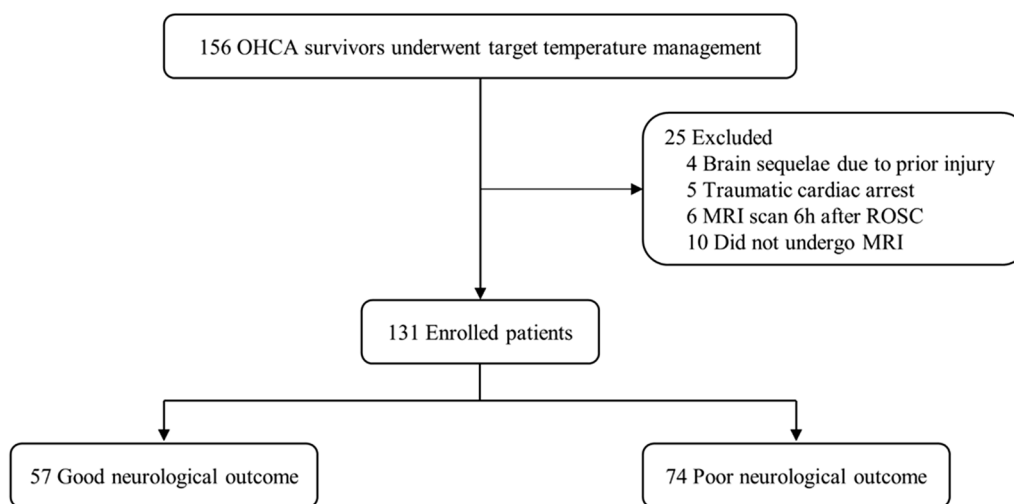 156 OHCA survivors underwent target temperature management
25 Excluded
4 Brain sequelae due to prior injury
5 Traumatic cardiac arrest
6 MRI scan 6h after ROSC
10 Did not undergo MRI
131 Enrolled patients
57 Good neurological outcome
74 Poor neurological outcome